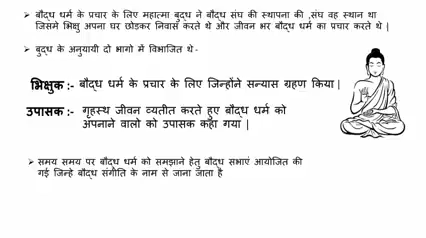 ➢ बौद्ध धर्म के प्रचार के लिए महात्मा बुद्ध ने बौद्ध संघ की स्थापना की ,संघ वह स्थान था
जिसमे भिक्षु अपना घर छोडकर निवास करते थे और जीवन भर बौद्ध धर्म का प्रचार करते थे |
➢ बुद्ध के अनुयायी दो भागो में विभाजित थे -
भिक्षुक :- बौद्ध धर्म के प्रचार के लिए जिन्होंने सन्यास ग्रहण किया |
उपासक :- गृहस्थ जीवन व्यतीत करते हुए बौद्ध धर्म को
अपनाने वालो को उपासक कहा गया |
➢ समय समय पर बौद्ध धर्म को समझाने हेतु बौद्ध सभाएं आयोजित की
गई जिन्हे बौद्ध संगीति के नाम से जाना जाता है